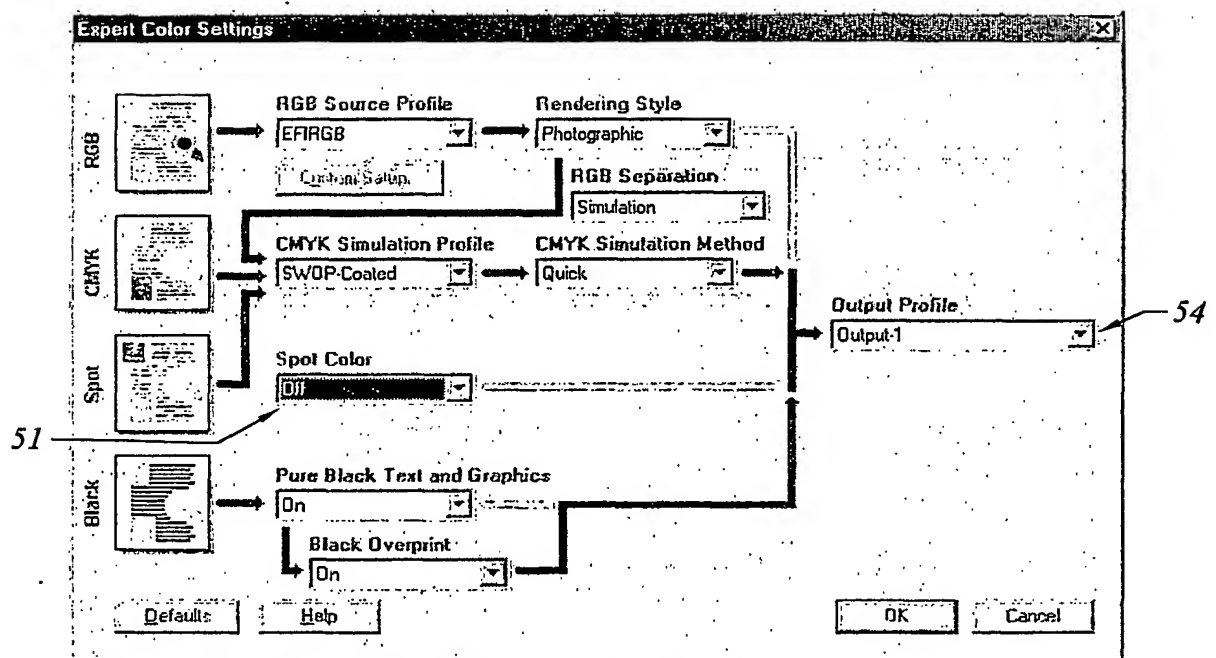 Expert Color Settings
RGB
RGB Source Profile
EFIRGB
Custom Setup
Rendering Style
Photographic
RGB Separation
Simulation
CMYK
CMYK Simulation Profile
SWOP-Coated
CMYK Simulation Method
Quick
Output Profile
Output-1
54
Spot
Spot Color
Off
51
Black
Pure Black Text and Graphics
On
Black Overprint
On
Defaults
Help
OK
Cancel